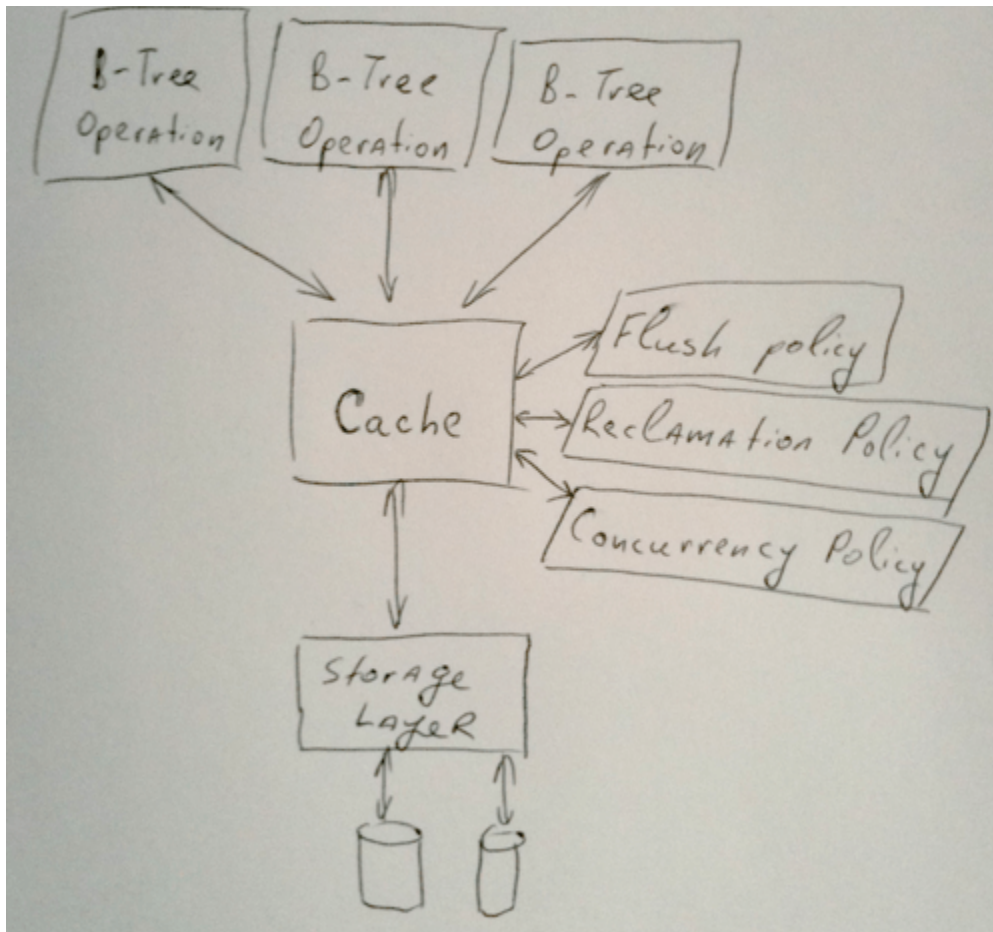 B-Tree
Operation
B-Tree
Operation
B-Tree
Operation
Cache
Flush policy
Reclamation Policy
Concurrency Policy
Storage
Layer